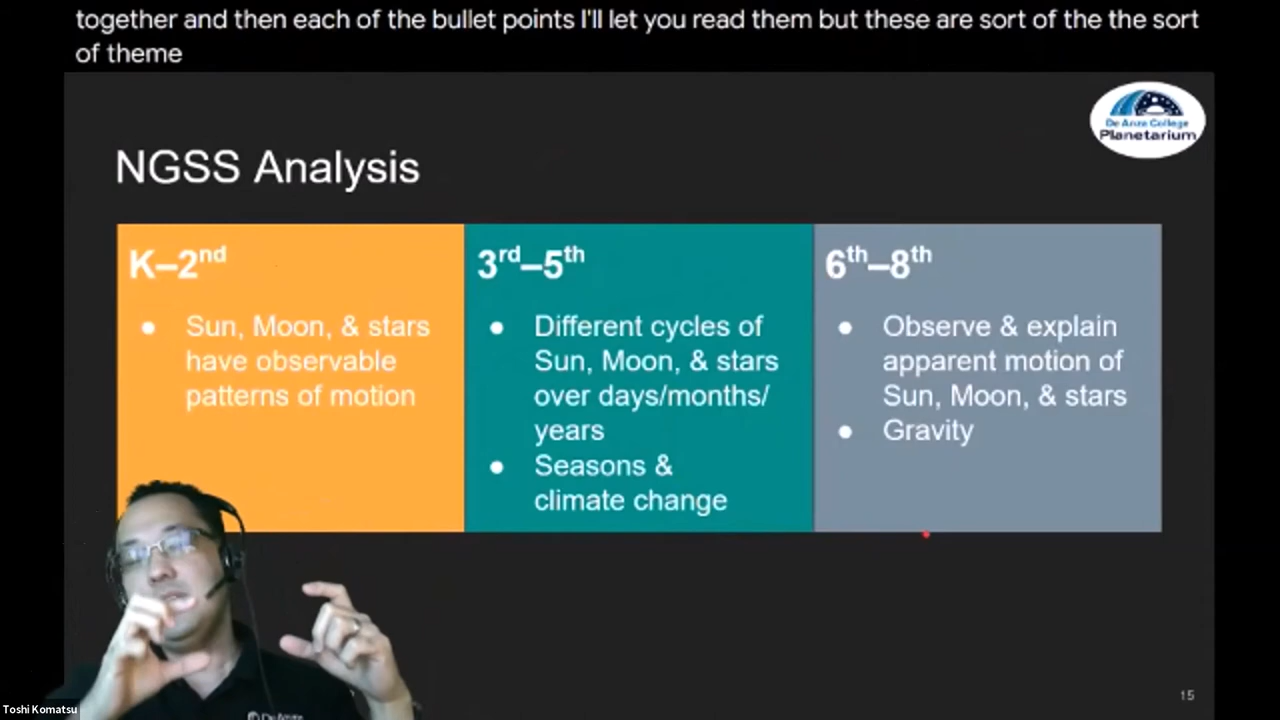 together and then each of the bullet points I'll let you read them but these are sort of the the sort
of theme
De Anza College
Planetarium
NGSS Analysis
K–2nd
● Sun, Moon, & stars
have observable
patterns of motion
3rd–5th
● Different cycles of
Sun, Moon, & stars
over days/months/
years
● Seasons &
climate change
6th–8th
● Observe & explain
apparent motion of
Sun, Moon, & stars
● Gravity
15
Toshi Komatsu